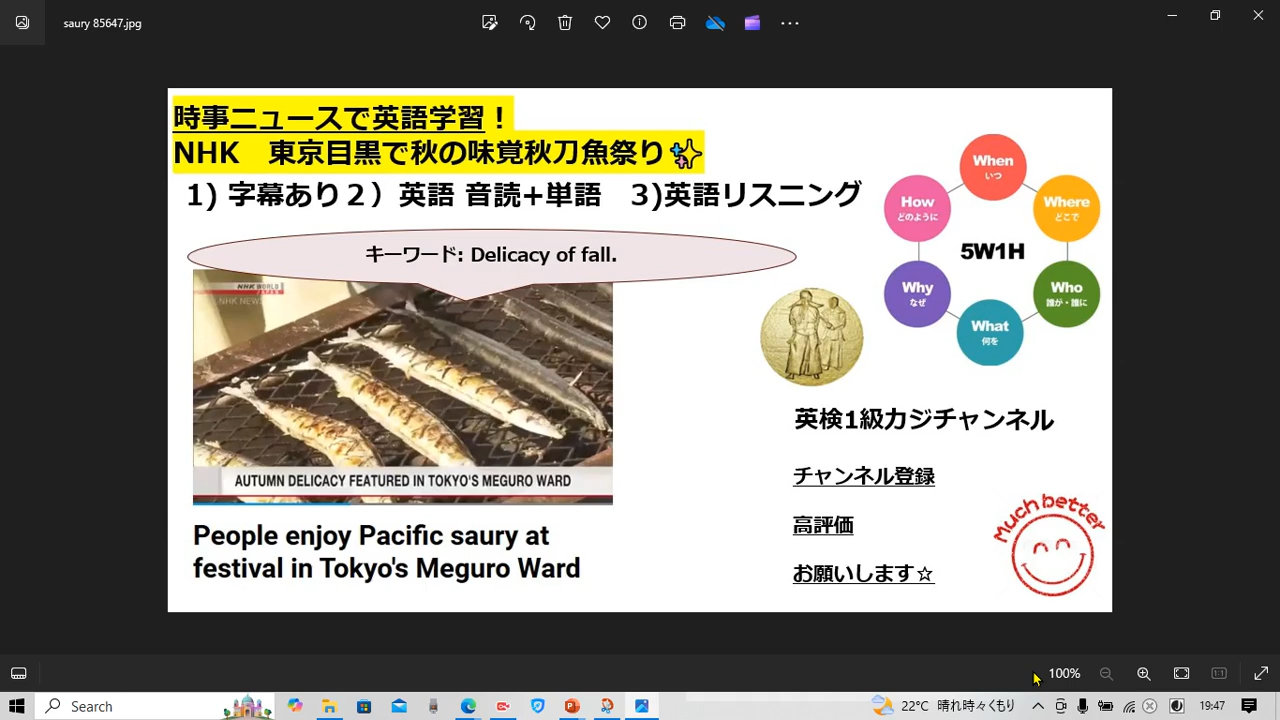 saury 85647.jpg
時事ニュースで英語学習！
NHK　東京目黒で秋の味覚秋刀魚祭り✨
1) 字幕あり２）英語 音読+単語　3)英語リスニング
キーワード: Delicacy of fall.
NHK WORLD
JAPAN
NHK NEWS
AUTUMN DELICACY FEATURED IN TOKYO'S MEGURO WARD
People enjoy Pacific saury at
festival in Tokyo's Meguro Ward
When
いつ
Where
どこで
Who
誰が・誰に
What
何を
Why
なぜ
How
どのように
5W1H
英検1級カジチャンネル
チャンネル登録
高評価
お願いします☆
Much better
100%
Search
22°C 晴れ時々くもり
19:47